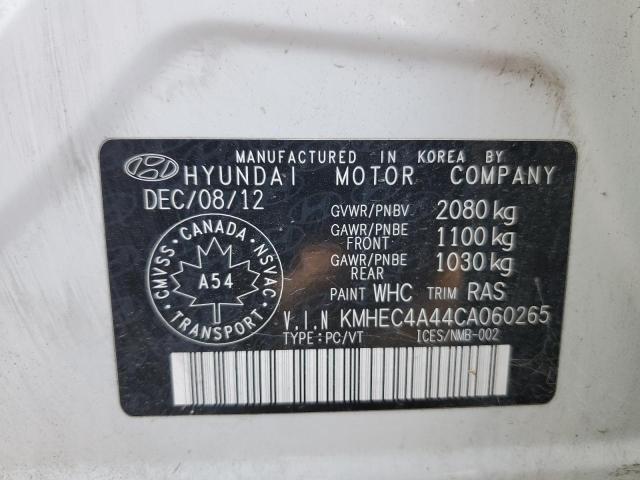 MANUFACTURED IN KOREA BY
HYUNDAI MOTOR COMPANY
DEC/08/12
GVWR/PNBV 2080 kg
GAWR/PNBE FRONT 1100 kg
GAWR/PNBE REAR 1030 kg
PAINT WHC TRIM RAS
V.I.N KMHEC4A44CA060265
TYPE:PC/VT ICES/NMB-002
CMVSS · CANADA · NSVAC
A54
TRANSPORT